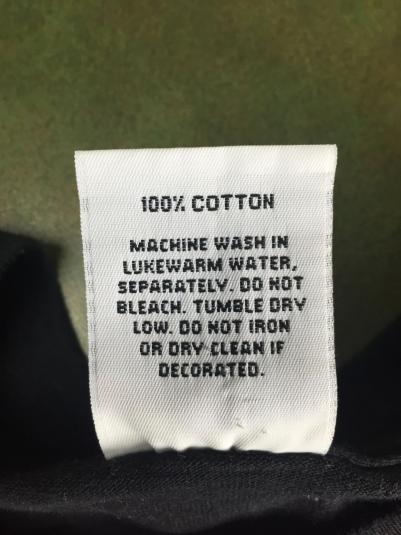 100% COTTON
MACHINE WASH IN
LUKEWARM WATER,
SEPARATELY. DO NOT
BLEACH. TUMBLE DRY
LOW. DO NOT IRON
OR DRY CLEAN IF
DECORATED.